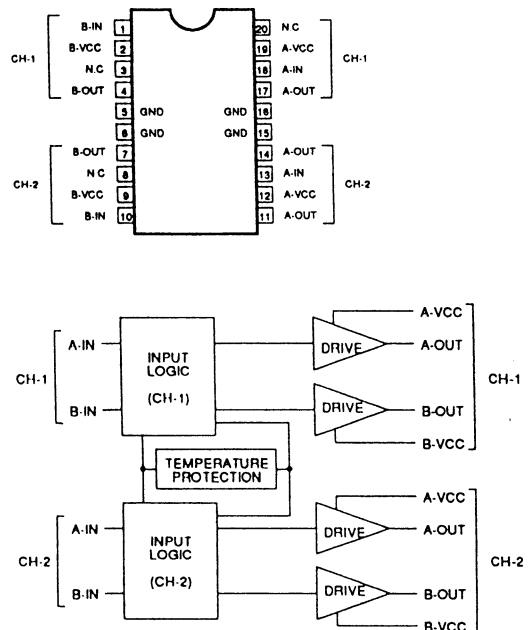 B-IN 1 20 N.C
B-VCC 2 19 A-VCC
CH-1 CH-1
N.C 3 18 A-IN
B-OUT 4 17 A-OUT
5 GND GND 16
6 GND GND 15
B-OUT 7 14 A-OUT
N.C 8 13 A-IN
CH-2 CH-2
B-VCC 9 12 A-VCC
B-IN 10 11 A-OUT
A-VCC
A-IN DRIVE A-OUT
INPUT
LOGIC
CH-1 CH-1
(CH-1)
B-IN DRIVE B-OUT
B-VCC
TEMPERATURE
PROTECTION
A-VCC
A-IN DRIVE A-OUT
INPUT
LOGIC
CH-2 CH-2
(CH-2)
B-IN DRIVE B-OUT
B-VCC